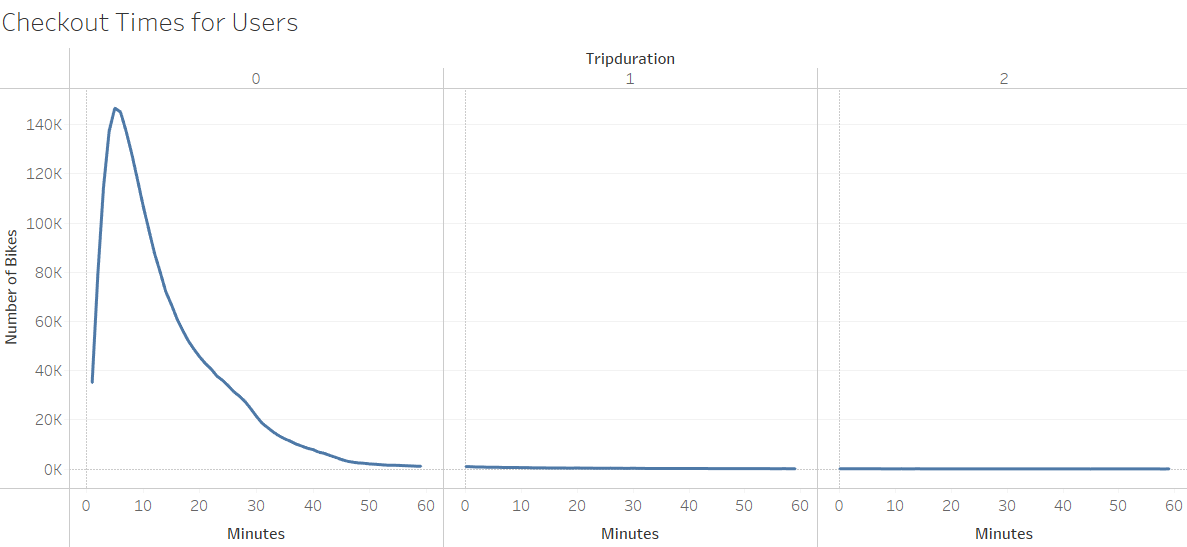 Checkout Times for Users
Tripduration
0 1 2
140K
120K
100K
80K
60K
40K
20K
0K
Number of Bikes
0 10 20 30 40 50 60 0 10 20 30 40 50 60 0 10 20 30 40 50 60
Minutes Minutes Minutes